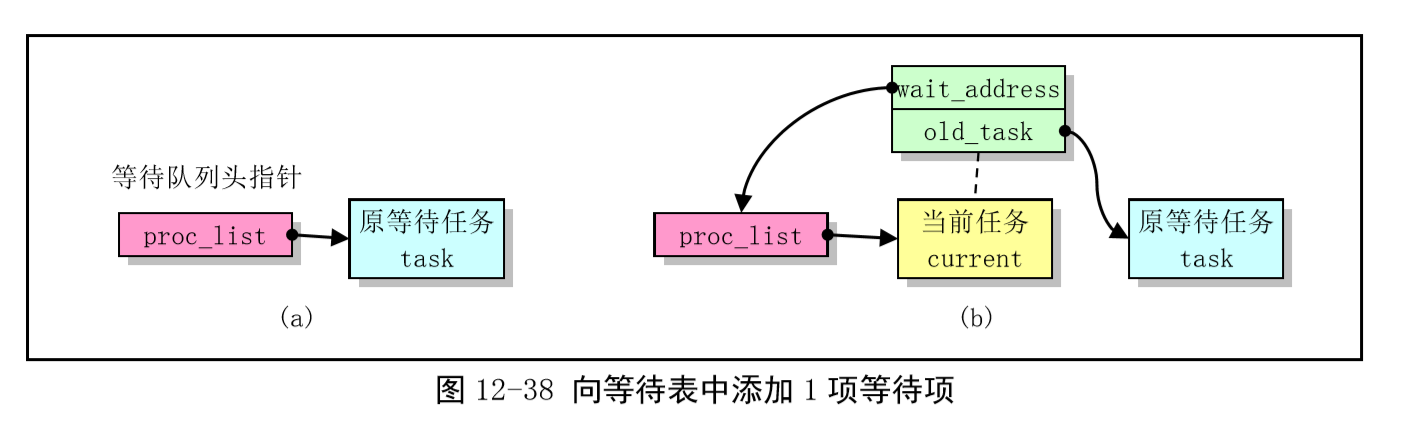 等待队列头指针
proc_list
原等待任务
task
(a)
wait_address
old_task
proc_list
当前任务
current
原等待任务
task
(b)
图 12-38 向等待表中添加 1 项等待项